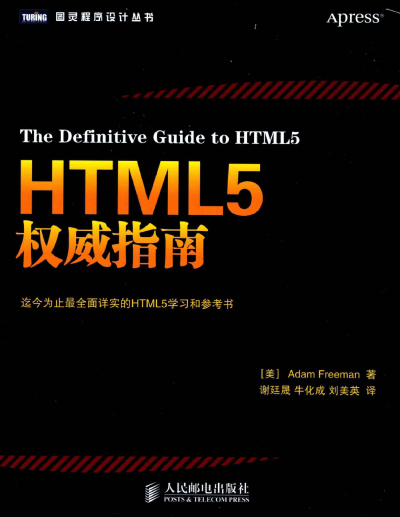 TURING 图灵程序设计丛书
Apress®
The Definitive Guide to HTML5
HTML5
权威指南
迄今为止最全面详实的HTML5学习和参考书
[美] Adam Freeman 著
谢廷晟 牛化成 刘美英 译
人民邮电出版社
POSTS & TELECOM PRESS